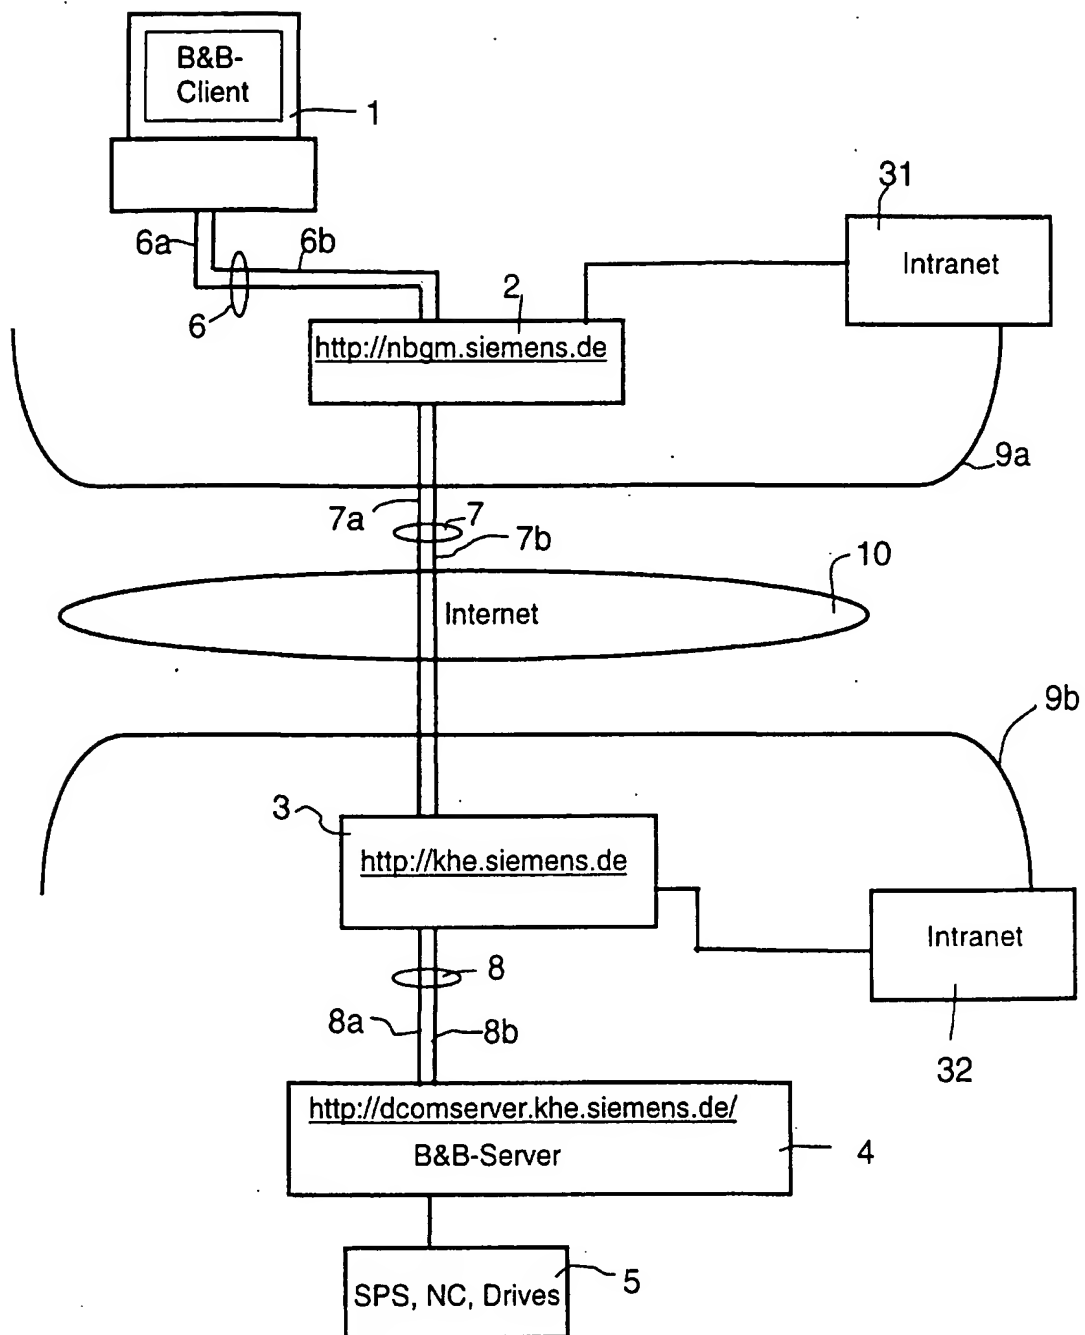 B&B-
Client
1
31
Intranet
6a
6b
6
2
http://nbgm.siemens.de
9a
7a
7
7b
10
Internet
9b
3
http://khe.siemens.de
Intranet
8
8a
8b
32
http://dcomserver.khe.siemens.de/
B&B-Server
4
SPS, NC, Drives
5